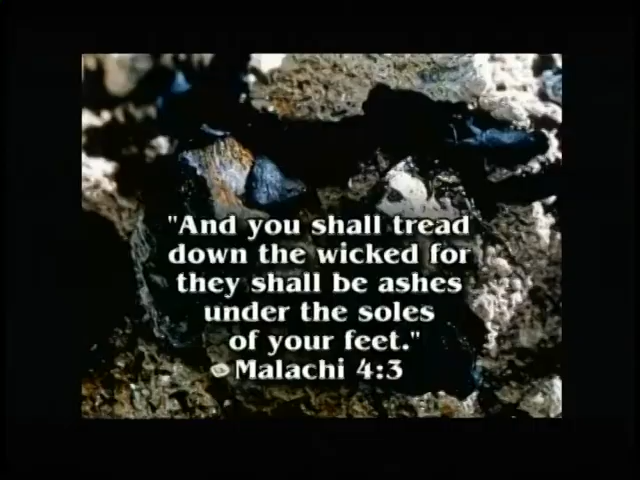 "And you shall tread
down the wicked for
they shall be ashes
under the soles
of your feet."
Malachi 4:3